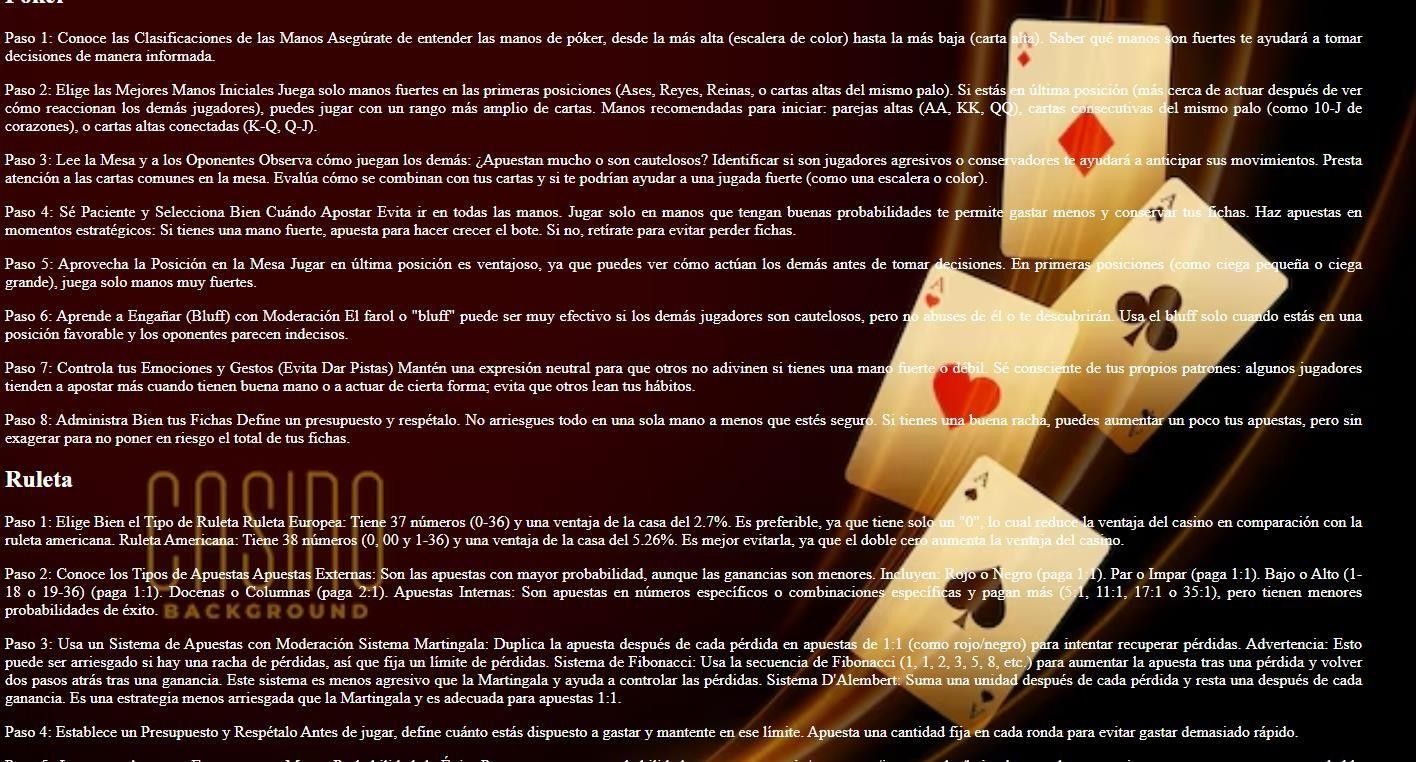 Poker
Paso 1: Conoce las Clasificaciones de las Manos Asegúrate de entender las manos de póker, desde la más alta (escalera de color) hasta la más baja (carta alta). Saber qué manos son fuertes te ayudará a tomar
decisiones de manera informada.
Paso 2: Elige las Mejores Manos Iniciales Juega solo manos fuertes en las primeras posiciones (Ases, Reyes, Reinas, o cartas altas del mismo palo). Si estás en última posición (más cerca de actuar después de ver
cómo reaccionan los demás jugadores), puedes jugar con un rango más amplio de cartas. Manos recomendadas para iniciar: parejas altas (AA, KK, QQ), cartas consecutivas del mismo palo (como 10-J de
corazones), o cartas altas conectadas (K-Q, Q-J).
Paso 3: Lee la Mesa y a los Oponentes Observa cómo juegan los demás: ¿Apuestan mucho o son cautelosos? Identificar si son jugadores agresivos o conservadores te ayudará a anticipar sus movimientos. Presta
atención a las cartas comunes en la mesa. Evalúa cómo se combinan con tus cartas y si te podrían ayudar a una jugada fuerte (como una escalera o color).
Paso 4: Sé Paciente y Selecciona Bien Cuándo Apostar Evita ir en todas las manos. Jugar solo en manos que tengan buenas probabilidades te permite gastar menos y conservar tus fichas. Haz apuestas en
momentos estratégicos: Si tienes una mano fuerte, apuesta para hacer crecer el bote. Si no, retírate para evitar perder fichas.
Paso 5: Aprovecha la Posición en la Mesa Jugar en última posición es ventajoso, ya que puedes ver cómo actúan los demás antes de tomar decisiones. En primeras posiciones (como ciega pequeña o ciega
grande), juega solo manos muy fuertes.
Paso 6: Aprende a Engañar (Bluff) con Moderación El farol o "bluff" puede ser muy efectivo si los demás jugadores son cautelosos, pero no abuses de él o te descubrirán. Usa el bluff solo cuando estás en una
posición favorable y los oponentes parecen indecisos.
Paso 7: Controla tus Emociones y Gestos (Evita Dar Pistas) Mantén una expresión neutral para que otros no adivinen si tienes una mano fuerte o débil. Sé consciente de tus propios patrones: algunos jugadores
tienden a apostar más cuando tienen buena mano o a actuar de cierta forma; evita que otros lean tus hábitos.
Paso 8: Administra Bien tus Fichas Define un presupuesto y respétalo. No arriesgues todo en una sola mano a menos que estés seguro. Si tienes una buena racha, puedes aumentar un poco tus apuestas, pero sin
exagerar para no poner en riesgo el total de tus fichas.
Ruleta
CASINO
Paso 1: Elige Bien el Tipo de Ruleta Ruleta Europea: Tiene 37 números (0-36) y una ventaja de la casa del 2.7%. Es preferible, ya que tiene solo un "0", lo cual reduce la ventaja del casino en comparación con la
ruleta americana. Ruleta Americana: Tiene 38 números (0, 00 y 1-36) y una ventaja de la casa del 5.26%. Es mejor evitarla, ya que el doble cero aumenta la ventaja del casino.
Paso 2: Conoce los Tipos de Apuestas Apuestas Externas: Son las apuestas con mayor probabilidad, aunque las ganancias son menores. Incluyen: Rojo o Negro (paga 1:1). Par o Impar (paga 1:1). Bajo o Alto (1-
18 o 19-36) (paga 1:1). Docenas o Columnas (paga 2:1). Apuestas Internas: Son apuestas en números específicos o combinaciones específicas y pagan más (5:1, 11:1, 17:1 o 35:1), pero tienen menores
probabilidades de éxito.
BACKGROUND
Paso 3: Usa un Sistema de Apuestas con Moderación Sistema Martingala: Duplica la apuesta después de cada pérdida en apuestas de 1:1 (como rojo/negro) para intentar recuperar pérdidas. Advertencia: Esto
puede ser arriesgado si hay una racha de pérdidas, así que fija un límite de pérdidas. Sistema de Fibonacci: Usa la secuencia de Fibonacci (1, 1, 2, 3, 5, 8, etc.) para aumentar la apuesta tras una pérdida y volver
dos pasos atrás tras una ganancia. Este sistema es menos agresivo que la Martingala y ayuda a controlar las pérdidas. Sistema D'Alembert: Suma una unidad después de cada pérdida y resta una después de cada
ganancia. Es una estrategia menos arriesgada que la Martingala y es adecuada para apuestas 1:1.
Paso 4: Establece un Presupuesto y Respétalo Antes de jugar, define cuánto estás dispuesto a gastar y mantente en ese límite. Apuesta una cantidad fija en cada ronda para evitar gastar demasiado rápido.
A
A
A
A